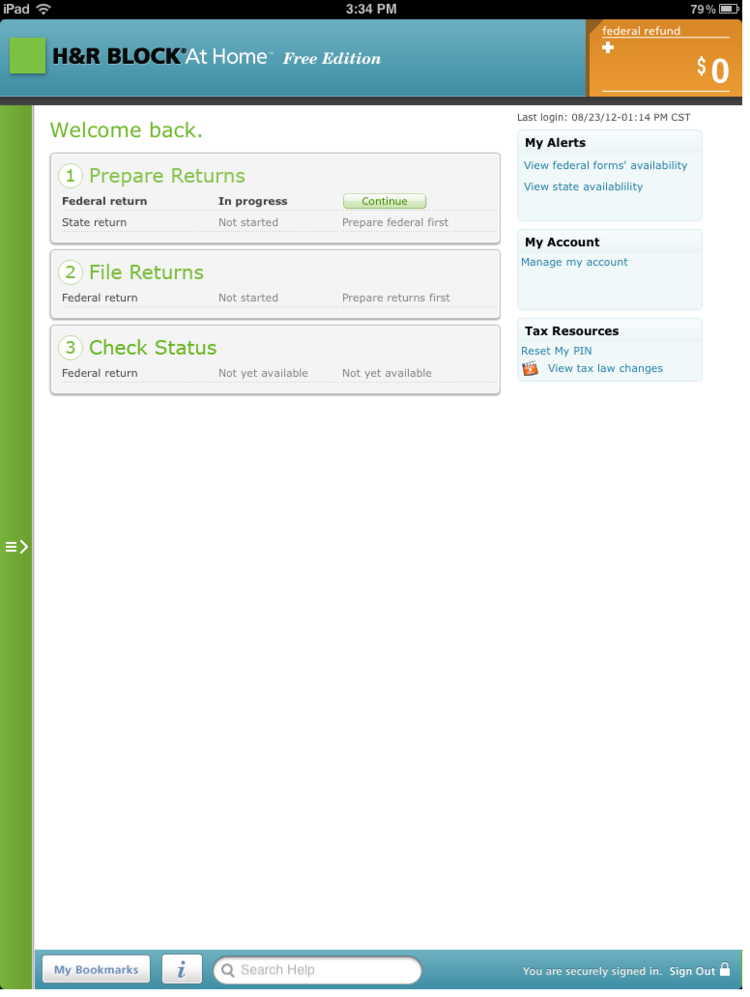 iPad 3:34 PM 79%
H&R BLOCK® At Home™ Free Edition
federal refund
$0
Last login: 08/23/12-01:14 PM CST
Welcome back.
1 Prepare Returns
Federal return In progress Continue
State return Not started Prepare federal first
2 File Returns
Federal return Not started Prepare returns first
3 Check Status
Federal return Not yet available Not yet available
My Alerts
View federal forms' availability
View state availablility
My Account
Manage my account
Tax Resources
Reset My PIN
View tax law changes
My Bookmarks i Search Help You are securely signed in. Sign Out